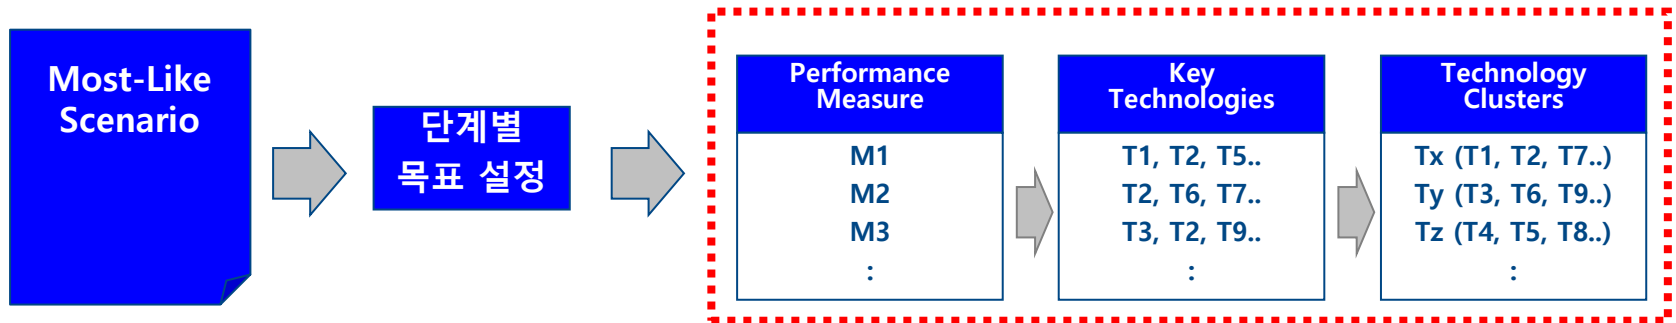 Most-Like
Scenario
단계별
목표 설정
Performance
Measure
M1
M2
M3
:
Key
Technologies
T1, T2, T5..
T2, T6, T7..
T3, T2, T9..
:
Technology
Clusters
Tx (T1, T2, T7..)
Ty (T3, T6, T9..)
Tz (T4, T5, T8..)
: